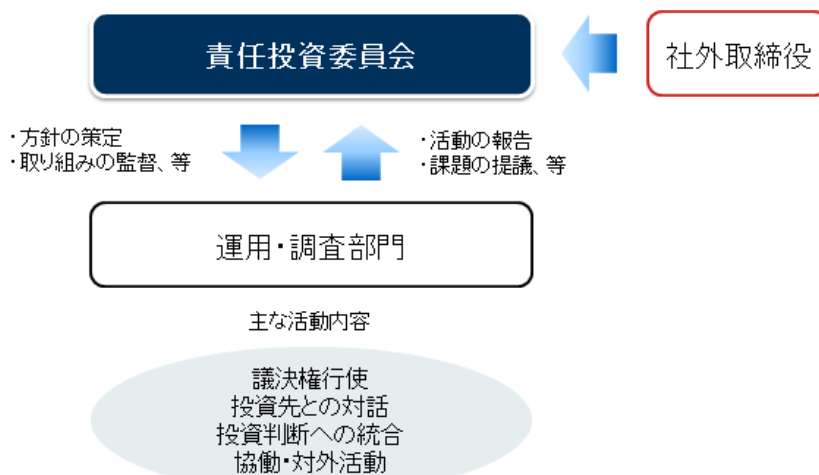 責任投資委員会
社外取締役
・方針の策定
・取り組みの監督、等
・活動の報告
・課題の提議、等
運用・調査部門
主な活動内容
議決権行使
投資先との対話
投資判断への統合
協働・対外活動